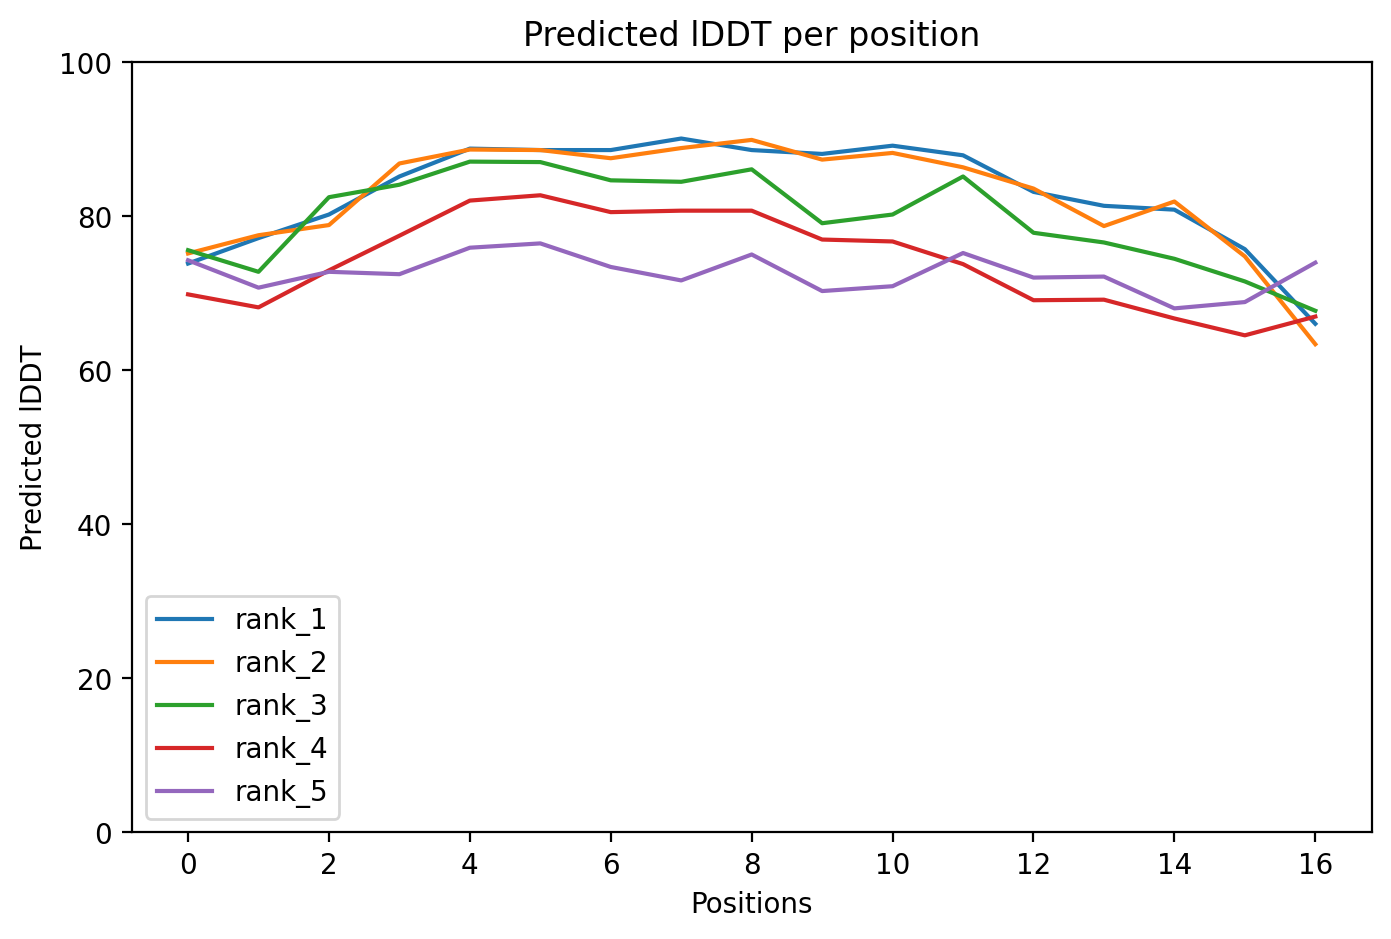 Predicted lDDT per position
100
80
60
40
20
0
Predicted lDDT
rank_1
rank_2
rank_3
rank_4
rank_5
0 2 4 6 8 10 12 14 16
Positions